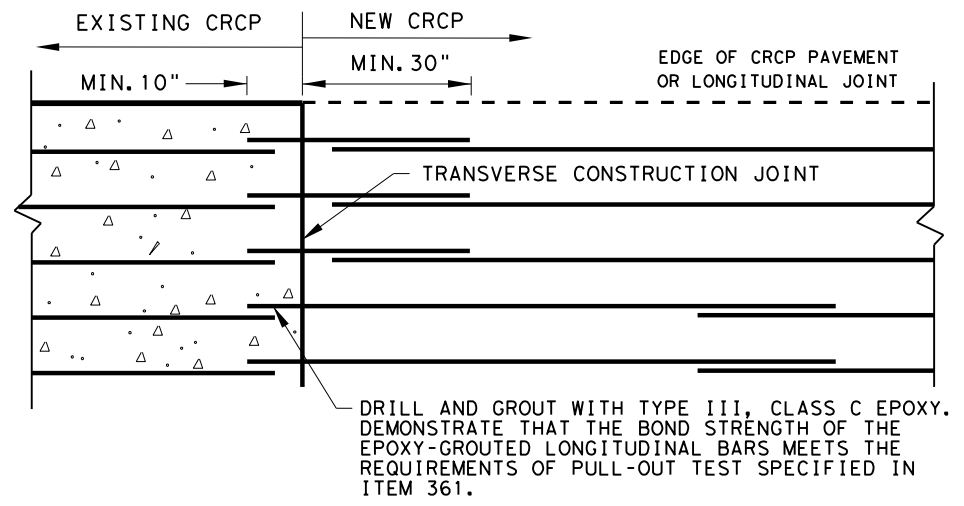 EXISTING CRCP
NEW CRCP
MIN. 10"
MIN. 30"
EDGE OF CRCP PAVEMENT
OR LONGITUDINAL JOINT
TRANSVERSE CONSTRUCTION JOINT
DRILL AND GROUT WITH TYPE III, CLASS C EPOXY.
DEMONSTRATE THAT THE BOND STRENGTH OF THE
EPOXY-GROUTED LONGITUDINAL BARS MEETS THE
REQUIREMENTS OF PULL-OUT TEST SPECIFIED IN
ITEM 361.